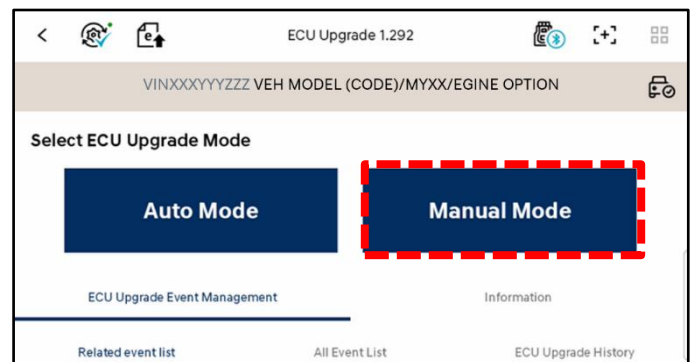 ECU Upgrade 1.292
VINXXXYYYZZZ VEH MODEL (CODE)/MYXX/EGINE OPTION
Select ECU Upgrade Mode
Auto Mode
Manual Mode
ECU Upgrade Event Management
Information
Related event list
All Event List
ECU Upgrade History